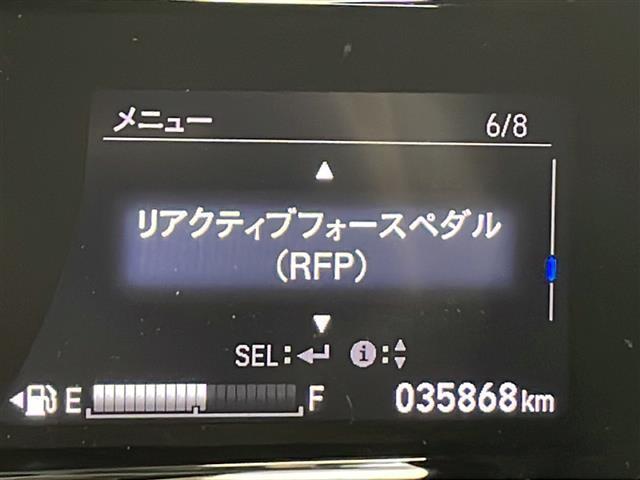 メニュー 6/8
リアクティブフォースペダル
(RFP)
SEL: i:
E F 035868km